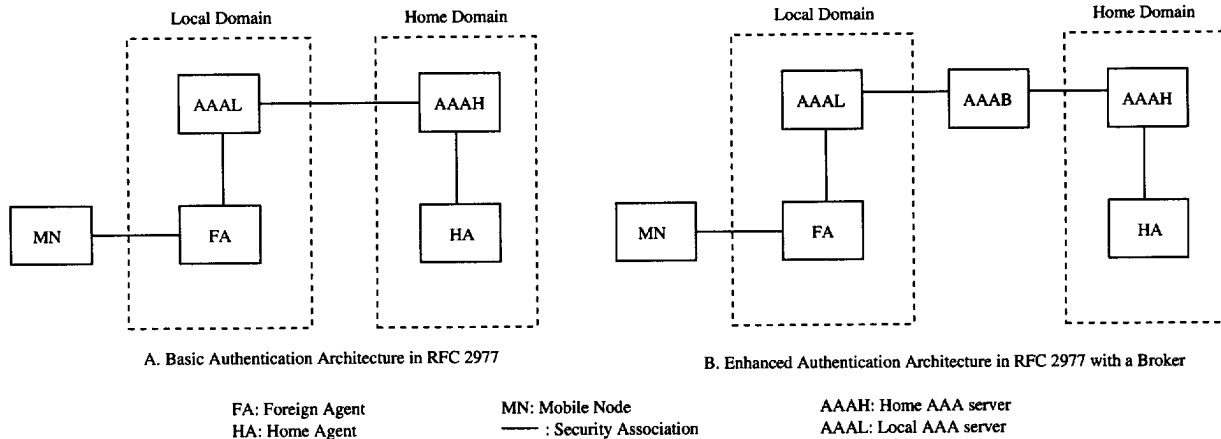 Local Domain
Home Domain
AAAL
AAAH
MN
FA
HA
A. Basic Authentication Architecture in RFC 2977
Local Domain
Home Domain
AAAL
AAAB
AAAH
MN
FA
HA
B. Enhanced Authentication Architecture in RFC 2977 with a Broker
FA: Foreign Agent
MN: Mobile Node
AAAH: Home AAA server
HA: Home Agent
: Security Association
AAAL: Local AAA server